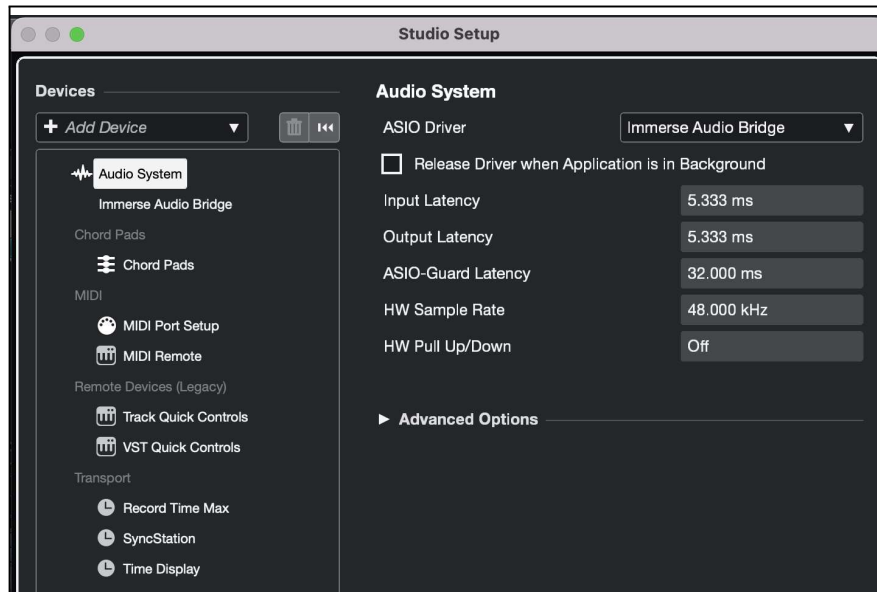 Studio Setup
Devices
+ Add Device
Audio System
Immerse Audio Bridge
Chord Pads
Chord Pads
MIDI
MIDI Port Setup
MIDI Remote
Remote Devices (Legacy)
Track Quick Controls
VST Quick Controls
Transport
Record Time Max
SyncStation
Time Display
Audio System
ASIO Driver Immerse Audio Bridge
Release Driver when Application is in Background
Input Latency 5.333 ms
Output Latency 5.333 ms
ASIO-Guard Latency 32.000 ms
HW Sample Rate 48.000 kHz
HW Pull Up/Down Off
Advanced Options